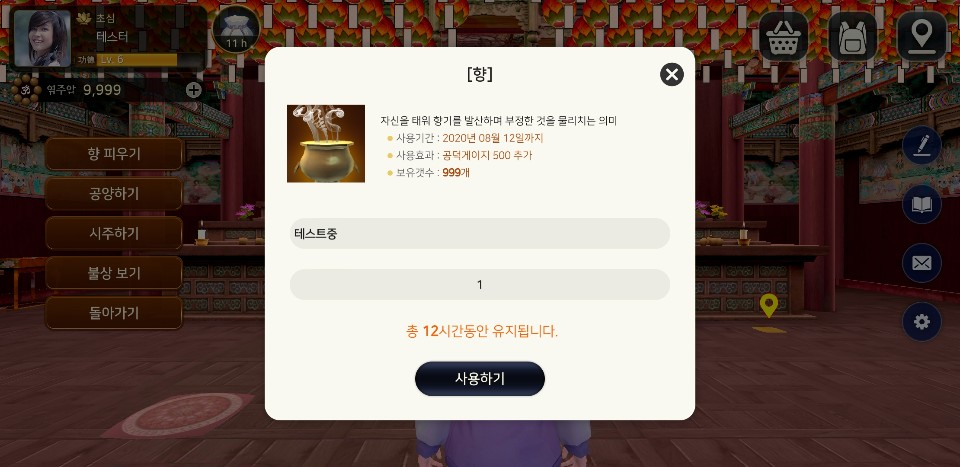 초심
테스터
功德 Lv. 6
11 h
염주알 9,999
향 피우기
공양하기
시주하기
불상 보기
돌아가기
[향]
자신을 태워 향기를 발산하며 부정한 것을 물리치는 의미
사용기간 : 2020년 08월 12일까지
사용효과 : 공덕게이지 500 추가
보유갯수 : 999개
테스트중
1
총 12시간동안 유지됩니다.
사용하기